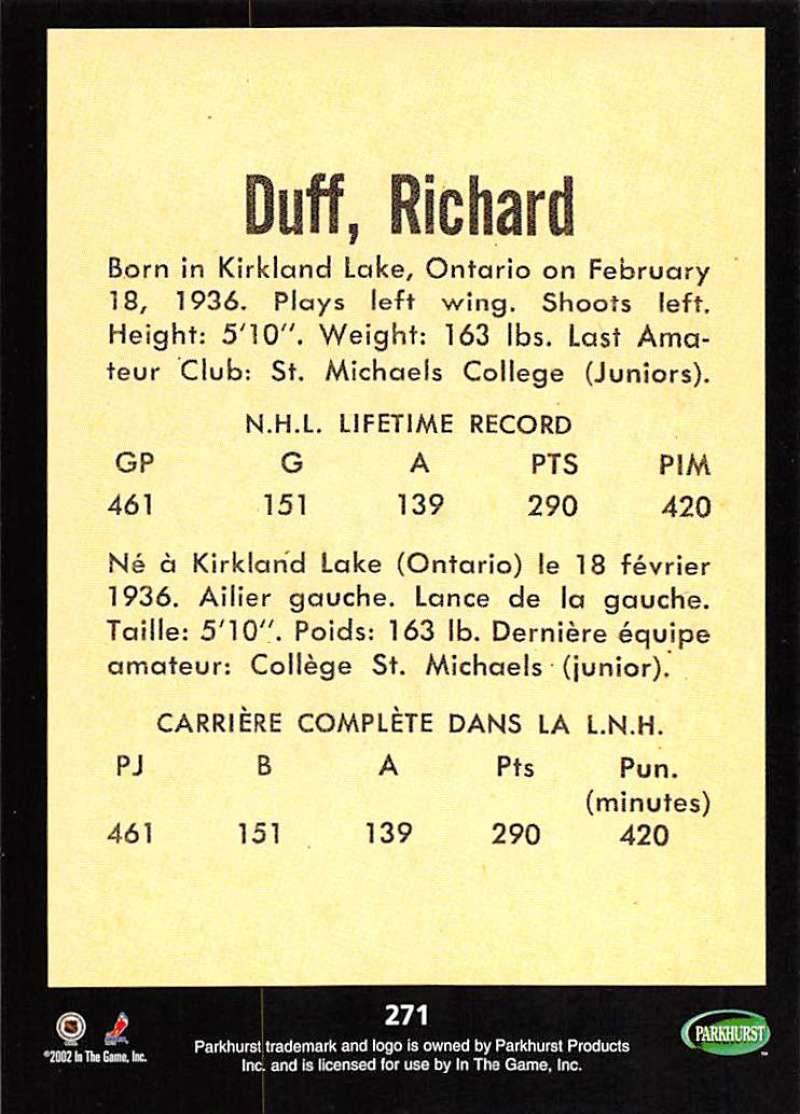 Duff, Richard
Born in Kirkland Lake, Ontario on February
18, 1936. Plays left wing. Shoots left.
Height: 5'10". Weight: 163 lbs. Last Ama-
teur Club: St. Michaels College (Juniors).
N.H.L. LIFETIME RECORD
GP G A PTS PIM
461 151 139 290 420
Né à Kirkland Lake (Ontario) le 18 février
1936. Ailier gauche. Lance de la gauche.
Taille: 5'10". Poids: 163 lb. Dernière équipe
amateur: Collège St. Michaels (junior).
CARRIÈRE COMPLÈTE DANS LA L.N.H.
PJ B A Pts Pun.
(minutes)
461 151 139 290 420
271
©2002 In The Game, Inc.
Parkhurst trademark and logo is owned by Parkhurst Products
Inc. and is licensed for use by In The Game, Inc.
PARKHURST